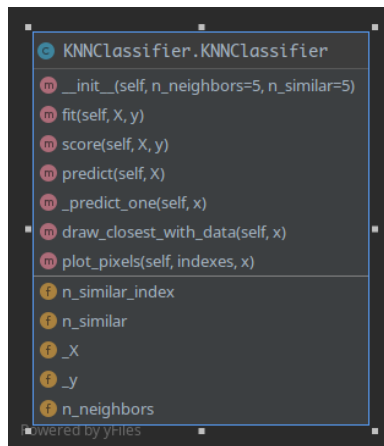 C KNNClassifier.KNNClassifier
m __init__(self, n_neighbors=5, n_similar=5)
m fit(self, X, y)
m score(self, X, y)
m predict(self, X)
m _predict_one(self, x)
m draw_closest_with_data(self, x)
m plot_pixels(self, indexes, x)
f n_similar_index
f n_similar
f _X
f _y
f n_neighbors
Powered by yFiles